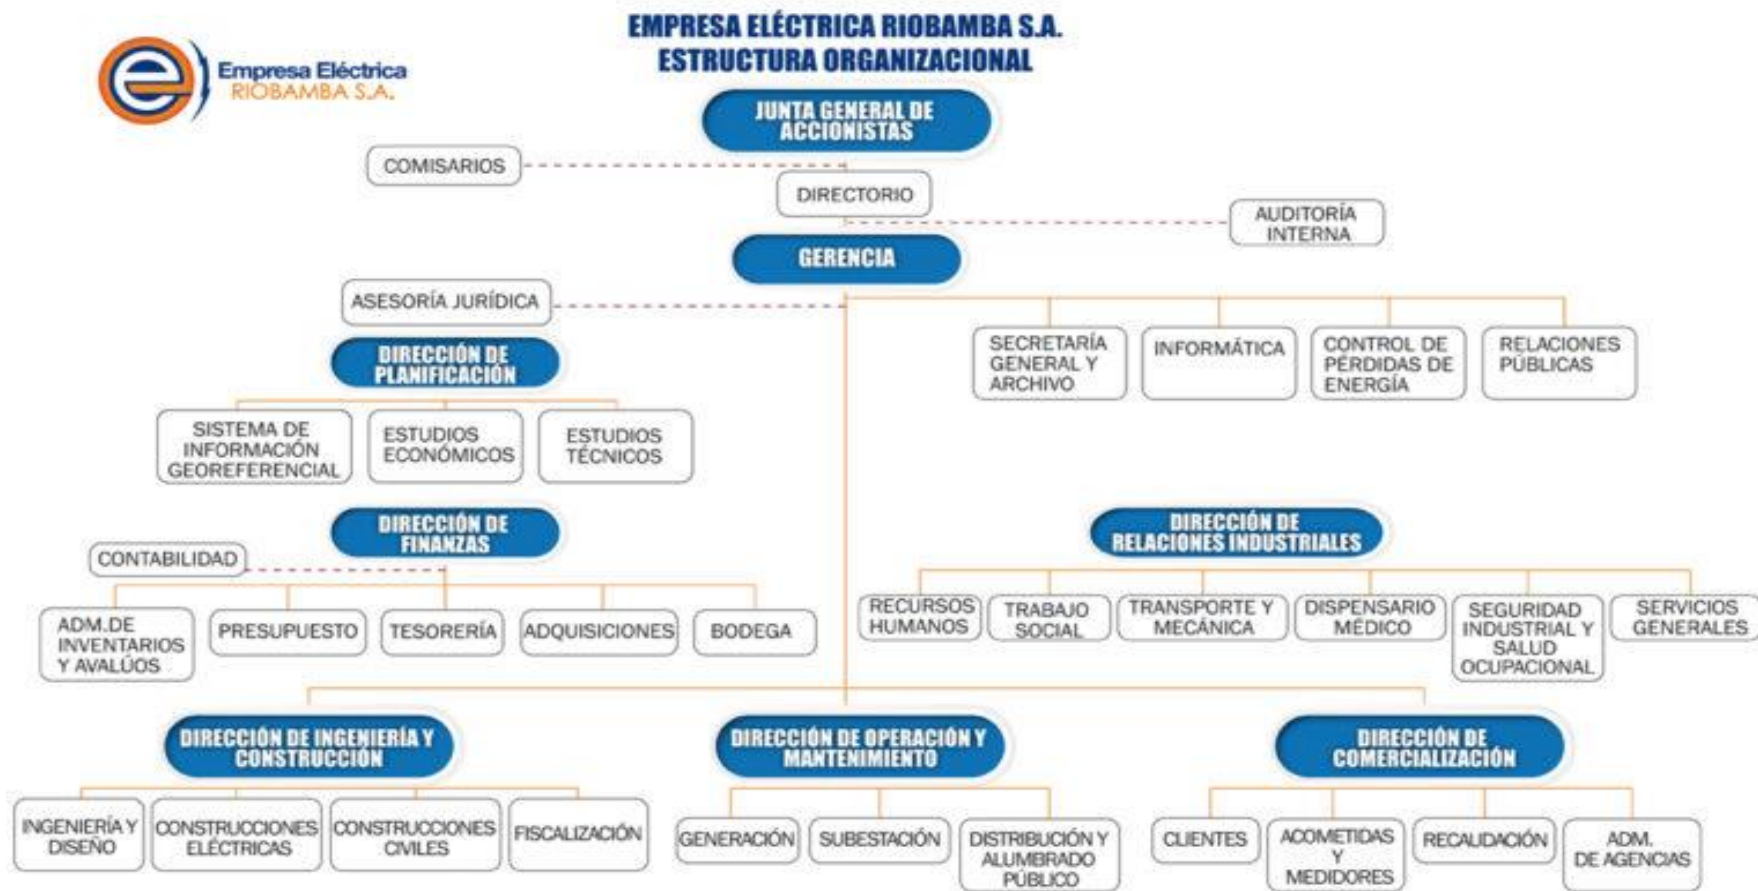 EMPRESA ELÉCTRICA RIOBAMBA S.A.
ESTRUCTURA ORGANIZACIONAL
e
Empresa Eléctrica
RIOBAMBA S.A.
JUNTA GENERAL DE
ACCIONISTAS
COMISARIOS
DIRECTORIO
AUDITORÍA
INTERNA
GERENCIA
ASESORÍA JURÍDICA
SECRETARÍA
GENERAL Y
ARCHIVO
INFORMÁTICA
CONTROL DE
PÉRDIDAS DE
ENERGÍA
RELACIONES
PÚBLICAS
DIRECCIÓN DE
PLANIFICACIÓN
SISTEMA DE
INFORMACIÓN
GEOREFERENCIAL
ESTUDIOS
ECONÓMICOS
ESTUDIOS
TÉCNICOS
DIRECCIÓN DE
FINANZAS
CONTABILIDAD
ADM.DE
INVENTARIOS
Y AVALÚOS
PRESUPUESTO
TESORERÍA
ADQUISICIONES
BODEGA
DIRECCIÓN DE
RELACIONES INDUSTRIALES
RECURSOS
HUMANOS
TRABAJO
SOCIAL
TRANSPORTE Y
MECÁNICA
DISPENSARIO
MÉDICO
SEGURIDAD
INDUSTRIAL Y
SALUD
OCUPACIONAL
SERVICIOS
GENERALES
DIRECCIÓN DE INGENIERÍA Y
CONSTRUCCIÓN
INGENIERÍA Y
DISEÑO
CONSTRUCCIONES
ELÉCTRICAS
CONSTRUCCIONES
CIVILES
FISCALIZACIÓN
DIRECCIÓN DE OPERACIÓN Y
MANTENIMIENTO
GENERACIÓN
SUBESTACIÓN
DISTRIBUCIÓN Y
ALUMBRADO
PÚBLICO
DIRECCIÓN DE
COMERCIALIZACIÓN
CLIENTES
ACOMETIDAS
Y
MEDIDORES
RECAUDACIÓN
ADM.
DE AGENCIAS